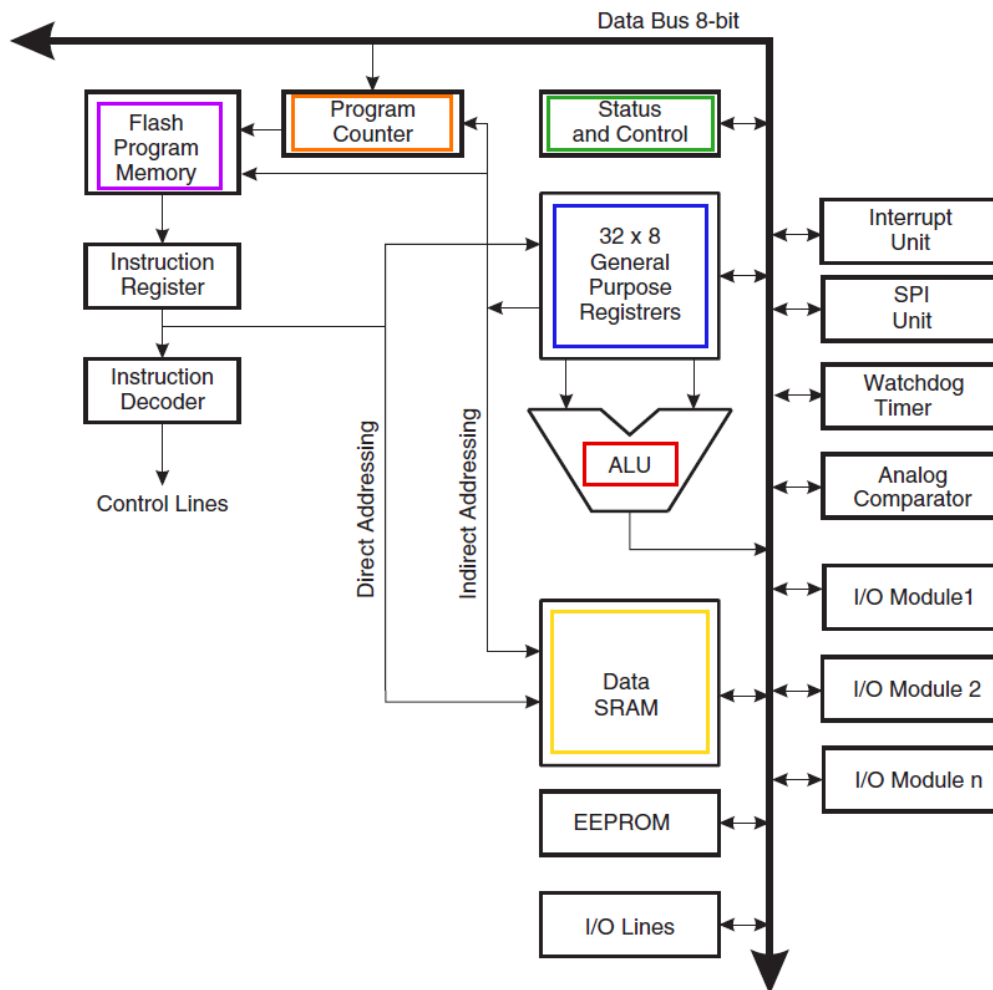 Data Bus 8-bit
Flash
Program
Memory
Program
Counter
Status
and Control
Instruction
Register
32 x 8
General
Purpose
Registrers
Interrupt
Unit
SPI
Unit
Instruction
Decoder
Watchdog
Timer
Control Lines
Direct Addressing
Indirect Addressing
ALU
Analog
Comparator
I/O Module1
Data
SRAM
I/O Module 2
I/O Module n
EEPROM
I/O Lines